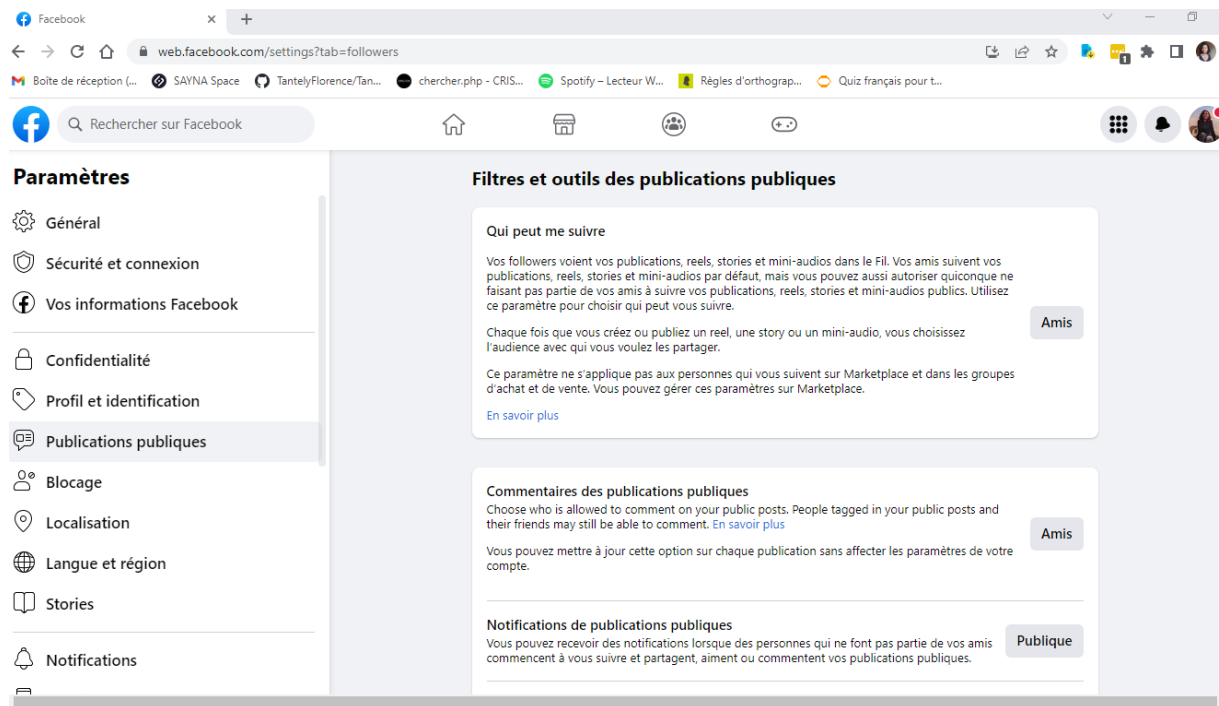 Facebook
web.facebook.com/settings?tab=followers
Boîte de réception (...
SAYNA Space
TantelyFlorence/Tan...
chercher.php - CRIS...
Spotify – Lecteur W...
Règles d'orthograp...
Quiz français pour t...
Rechercher sur Facebook
Paramètres
Général
Sécurité et connexion
Vos informations Facebook
Confidentialité
Profil et identification
Publications publiques
Blocage
Localisation
Langue et région
Stories
Notifications
Filtres et outils des publications publiques
Qui peut me suivre
Vos followers voient vos publications, reels, stories et mini-audios dans le Fil. Vos amis suivent vos
publications, reels, stories et mini-audios par défaut, mais vous pouvez aussi autoriser quiconque ne
faisant pas partie de vos amis à suivre vos publications, reels, stories et mini-audios publics. Utilisez
ce paramètre pour choisir qui peut vous suivre.
Chaque fois que vous créez ou publiez un reel, une story ou un mini-audio, vous choisissez
l'audience avec qui vous voulez les partager.
Ce paramètre ne s'applique pas aux personnes qui vous suivent sur Marketplace et dans les groupes
d'achat et de vente. Vous pouvez gérer ces paramètres sur Marketplace.
En savoir plus
Amis
Commentaires des publications publiques
Choose who is allowed to comment on your public posts. People tagged in your public posts and
their friends may still be able to comment. En savoir plus
Vous pouvez mettre à jour cette option sur chaque publication sans affecter les paramètres de votre
compte.
Amis
Notifications de publications publiques
Vous pouvez recevoir des notifications lorsque des personnes qui ne font pas partie de vos amis
commencent à vous suivre et partagent, aiment ou commentent vos publications publiques.
Publique
1